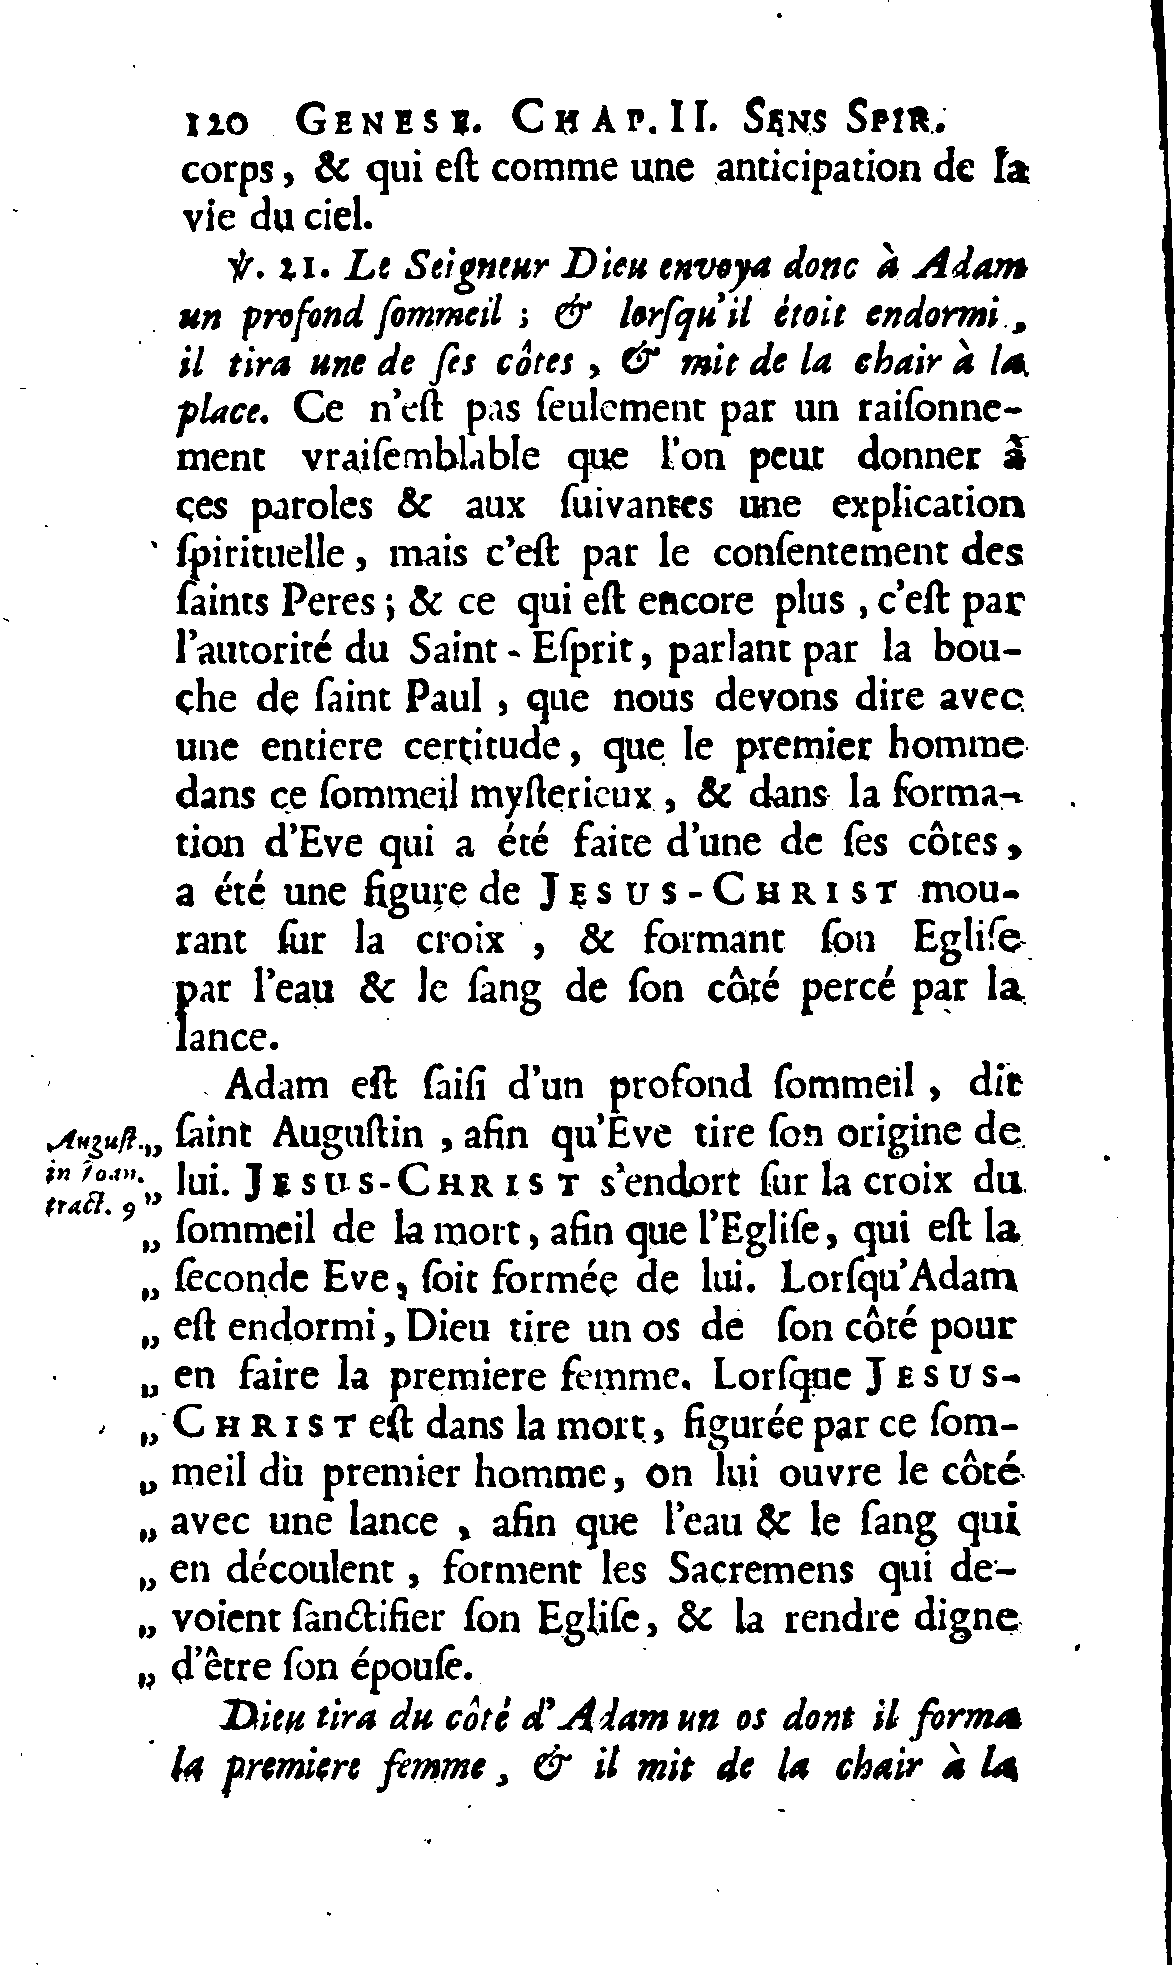 120 GENESE. CHAP. II. SENS SPIR.
corps, & qui eſt comme une anticipation de la
vie du ciel.
℣. 21. Le Seigneur Dieu envoya donc à Adam
un profond ſommeil ; & lorſqu'il étoit endormi,
il tira une de ſes côtes, & mit de la chair à la
place. Ce n'eſt pas ſeulement par un raiſonne-
ment vraiſemblable que l'on peut donner à
ces paroles & aux ſuivantes une explication
ſpirituelle, mais c'eſt par le conſentement des
ſaints Peres; & ce qui eſt encore plus, c'eſt par
l'autorité du Saint-Eſprit, parlant par la bou-
che de ſaint Paul, que nous devons dire avec
une entiere certitude, que le premier homme
dans ce ſommeil myſterieux, & dans la forma-
tion d'Eve qui a été faite d'une de ſes côtes,
a été une figure de JESUS-CHRIST mou-
rant ſur la croix, & formant ſon Egliſe
par l'eau & le ſang de ſon côté percé par la
lance.
Adam eſt ſaiſi d'un profond ſommeil, dit
Auguſt. „ ſaint Auguſtin, afin qu'Eve tire ſon origine de
in Joan. „ lui. JESUS-CHRIST s'endort ſur la croix du
tract. 9 „ ſommeil de la mort, afin que l'Egliſe, qui eſt la
„ ſeconde Eve, ſoit formée de lui. Lorſqu'Adam
„ eſt endormi, Dieu tire un os de ſon côté pour
„ en faire la premiere femme. Lorſque JESUS-
„ CHRIST eſt dans la mort, figurée par ce ſom-
„ meil du premier homme, on lui ouvre le côté
„ avec une lance, afin que l'eau & le ſang qui
„ en découlent, forment les Sacremens qui de-
„ voient ſanctifier ſon Egliſe, & la rendre digne
„ d'être ſon épouſe.
Dieu tira du côté d'Adam un os dont il forma
la premiere femme, & il mit de la chair à la